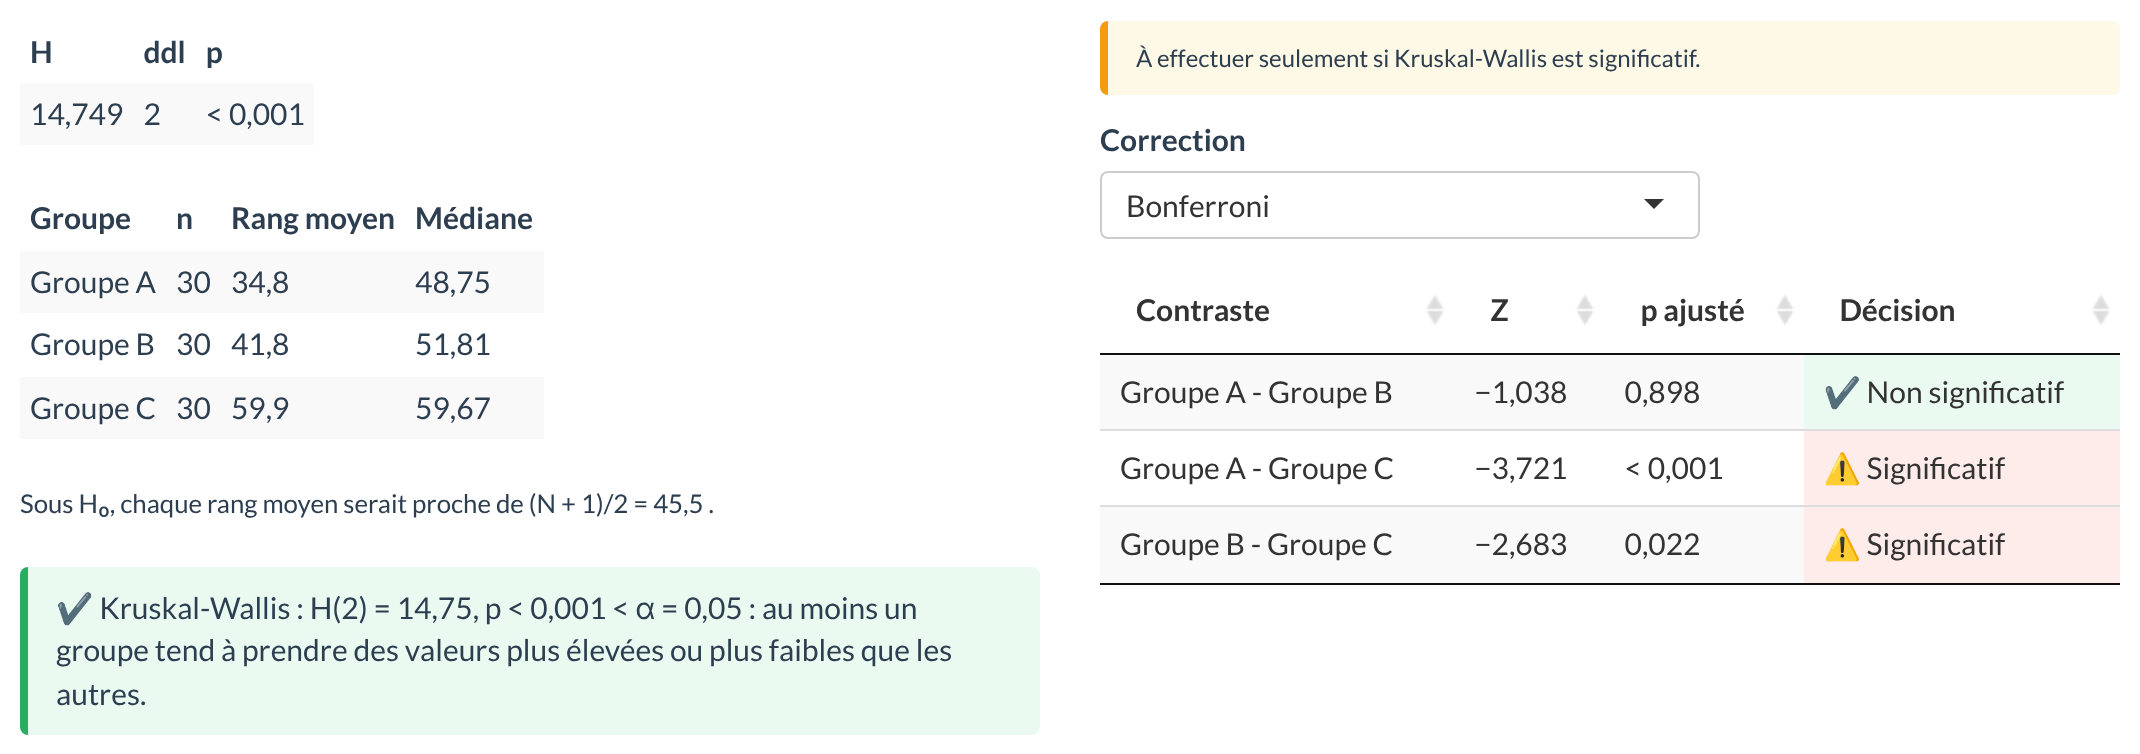 H ddl p
14,749 2 < 0,001
Groupe n Rang moyen Médiane
Groupe A 30 34,8 48,75
Groupe B 30 41,8 51,81
Groupe C 30 59,9 59,67
Sous H₀, chaque rang moyen serait proche de (N + 1)/2 = 45,5 .
✔ Kruskal-Wallis : H(2) = 14,75, p < 0,001 < α = 0,05 : au moins un
groupe tend à prendre des valeurs plus élevées ou plus faibles que les
autres.
À effectuer seulement si Kruskal-Wallis est significatif.
Correction
Bonferroni
Contraste Z p ajusté Décision
Groupe A - Groupe B −1,038 0,898 ✔ Non significatif
Groupe A - Groupe C −3,721 < 0,001 ⚠ Significatif
Groupe B - Groupe C −2,683 0,022 ⚠ Significatif